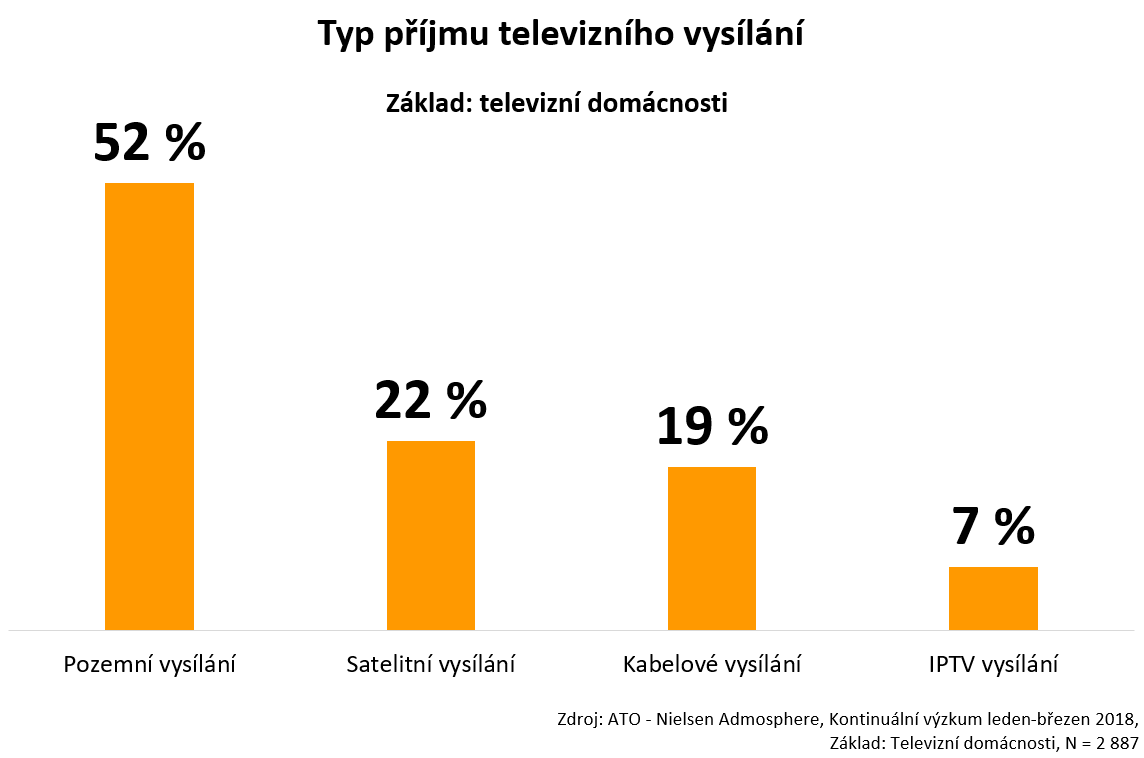 Typ příjmu televizního vysílání
Základ: televizní domácnosti
52 %
22 %
19 %
7 %
Pozemní vysílání
Satelitní vysílání
Kabelové vysílání
IPTV vysílání
Zdroj: ATO - Nielsen Admosphere, Kontinuální výzkum leden-březen 2018,
Základ: Televizní domácnosti, N = 2 887